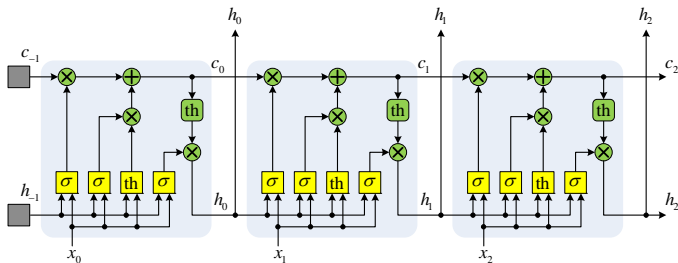 h₀ h₁ h₂
c₋₁ c₀ c₁ c₂
th th th
σ σ th σ σ σ th σ σ σ th σ
h₋₁ h₀ h₁ h₂
x₀ x₁ x₂